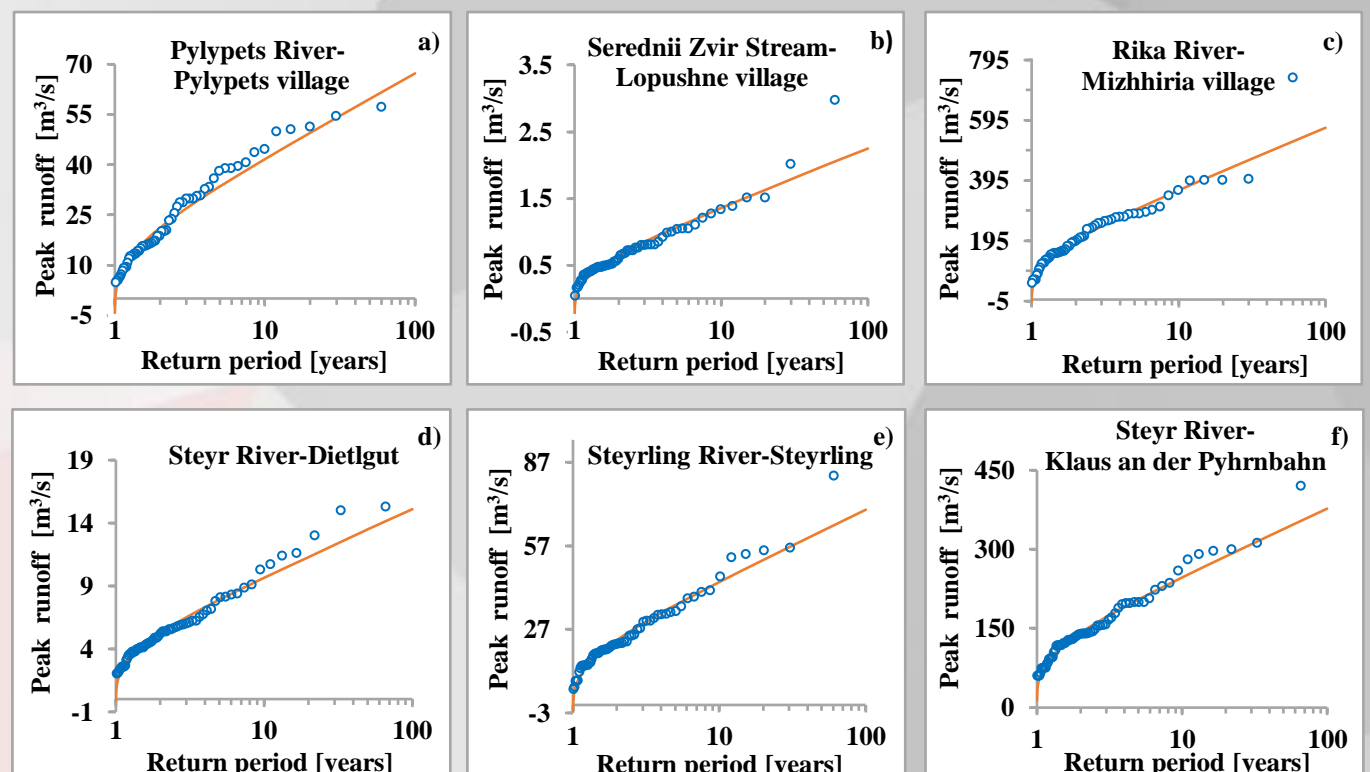 Pylypets River-
Pylypets village
a)
Peak runoff [m³/s]
70
55
40
25
10
-5
1 10 100
Return period [years]
Serednii Zvir Stream-
Lopushne village
b)
Peak runoff [m³/s]
3.5
2.5
1.5
0.5
-0.5
1 10 100
Return period [years]
Rika River-
Mizhhiria village
c)
Peak runoff [m³/s]
795
595
395
195
-5
1 10 100
Return period [years]
Steyr River-Dietlgut
d)
Peak runoff [m³/s]
19
14
9
4
-1
1 10 100
Return period [years]
Steyrling River-Steyrling
e)
Peak runoff [m³/s]
87
57
27
-3
1 10 100
Return period [years]
Steyr River-
Klaus an der Pyhrnbahn
f)
Peak runoff [m³/s]
450
300
150
0
1 10 100
Return period [years]